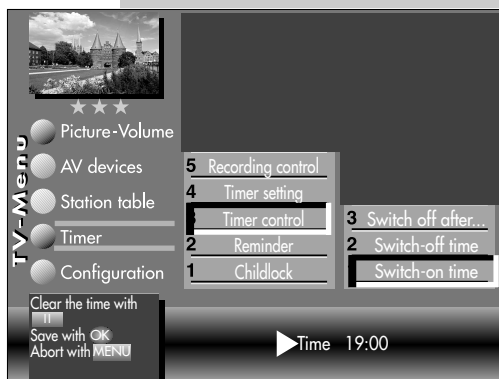 TV-Menu
Picture-Volume
AV devices
Station table
Timer
Configuration
5 Recording control
4 Timer setting
Timer control
2 Reminder
1 Childlock
3 Switch off after...
2 Switch-off time
Switch-on time
Clear the time with
II
Save with OK
Abort with MENU
Time 19:00